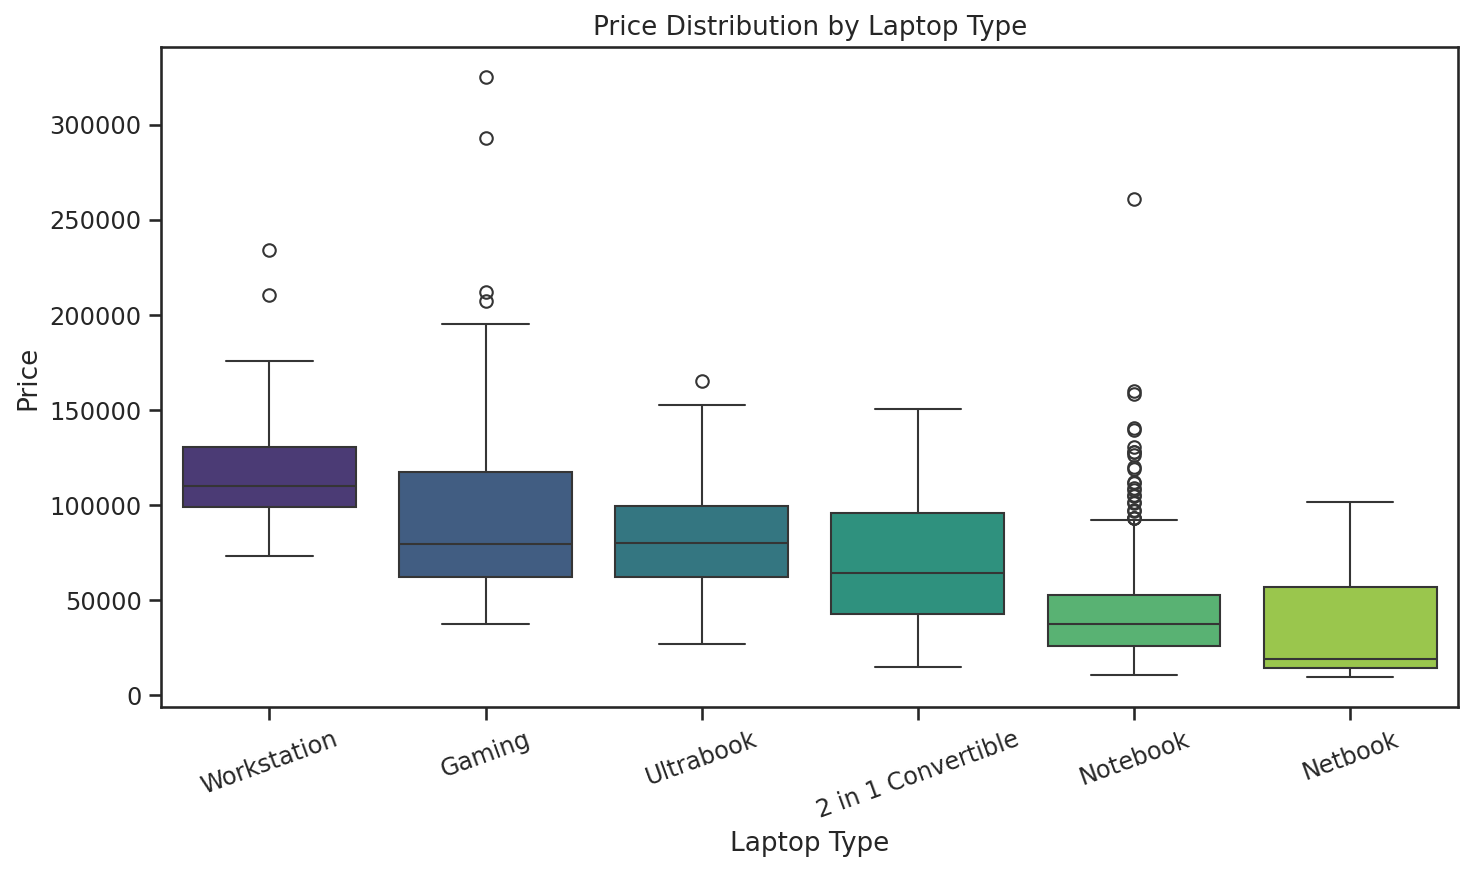 Price Distribution by Laptop Type
Price
300000
250000
200000
150000
100000
50000
0
Workstation
Gaming
Ultrabook
2 in 1 Convertible
Notebook
Netbook
Laptop Type